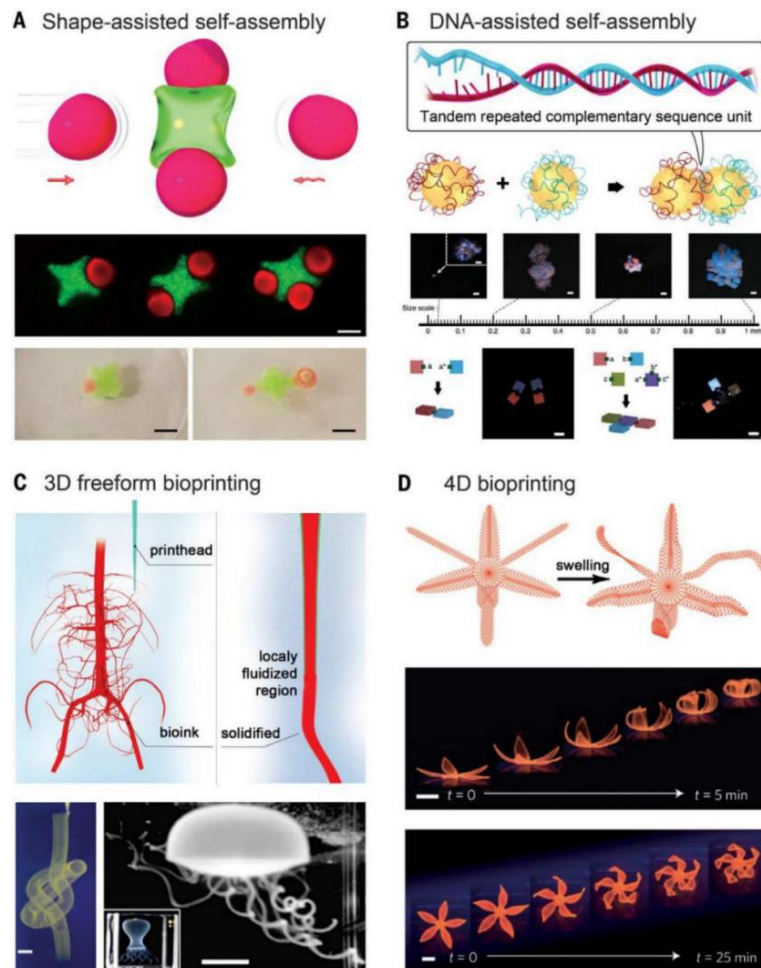 A Shape-assisted self-assembly
B DNA-assisted self-assembly
Tandem repeated complementary sequence unit
+
Size scale
0 0.1 0.2 0.3 0.4 0.5 0.6 0.7 0.8 0.9 1 mm
a a*
a b
b*
c a* c*
C 3D freeform bioprinting
printhead
localy
fluidized
region
bioink
solidified
D 4D bioprinting
swelling
t = 0 t = 5 min
t = 0 t = 25 min